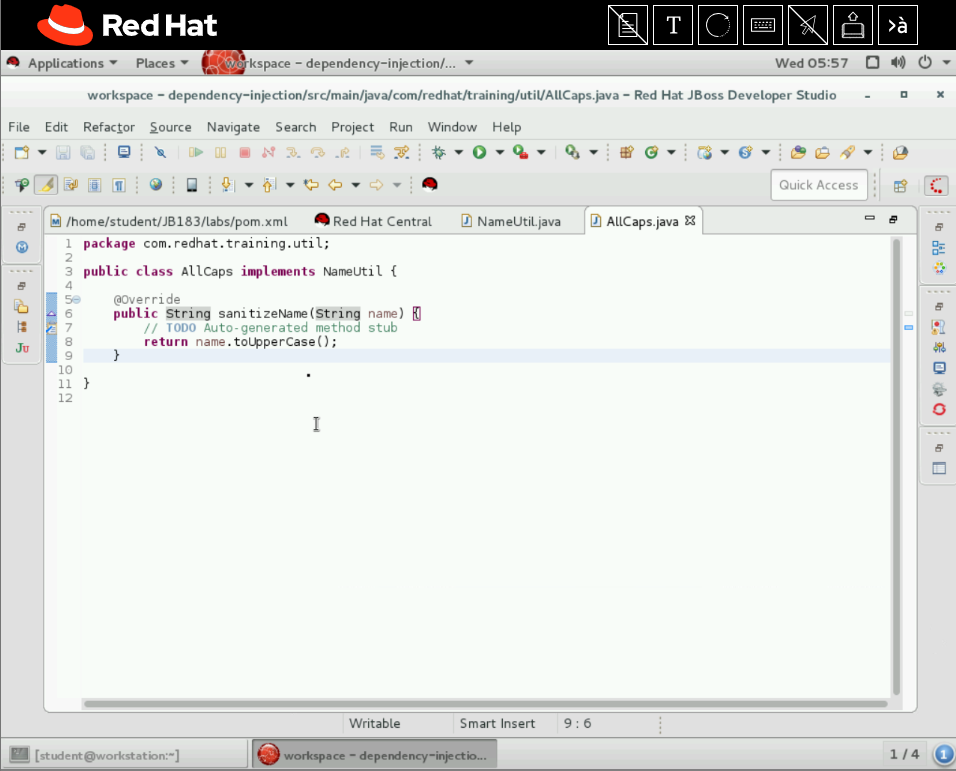 Red Hat
T
>à
Applications
Places
workspace – dependency-injection/...
Wed 05:57
workspace – dependency-injection/src/main/java/com/redhat/training/util/AllCaps.java – Red Hat JBoss Developer Studio
File Edit Refactor Source Navigate Search Project Run Window Help
Quick Access
/home/student/JB183/labs/pom.xml
Red Hat Central
NameUtil.java
AllCaps.java
1 package com.redhat.training.util;
2
3 public class AllCaps implements NameUtil {
4
5 @Override
6 public String sanitizeName(String name) {
7 // TODO Auto-generated method stub
8 return name.toUpperCase();
9 }
10
11 }
12
Ju
Writable
Smart Insert
9 : 6
[student@workstation:~]
workspace – dependency-injectio...
1 / 4
1